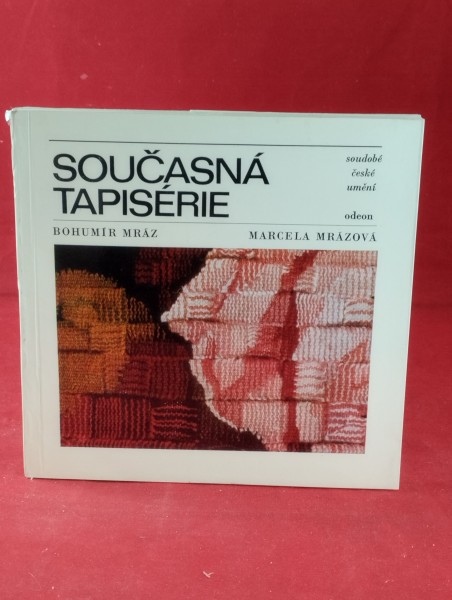 SOUČASNÁ
TAPISÉRIE
soudobé
české
umění
odeon
BOHUMÍR MRÁZ
MARCELA MRÁZOVÁ